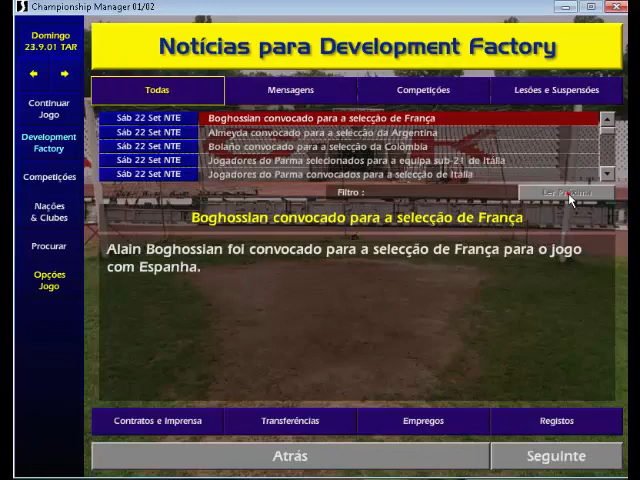 Championship Manager 01/02
Domingo
23.9.01 TAR
Notícias para Development Factory
Continuar
Jogo
Development
Factory
Competições
Nações
& Clubes
Procurar
Opções
Jogo
Todas
Mensagens
Competições
Lesões e Suspensões
Sáb 22 Set NTE Boghossian convocado para a selecção de França
Sáb 22 Set NTE Almeyda convocado para a selecção da Argentina
Sáb 22 Set NTE Bolaño convocado para a selecção da Colômbia
Sáb 22 Set NTE Jogadores do Parma selecionados para a equipa sub-21 de Itália
Sáb 22 Set NTE Jogadores do Parma convocados para a selecção de Itália
Filtro :
Ler
Boghossian convocado para a selecção de França
Alain Boghossian foi convocado para a selecção de França para o jogo
com Espanha.
Contratos e Imprensa
Transferências
Empregos
Registos
Atrás
Seguinte